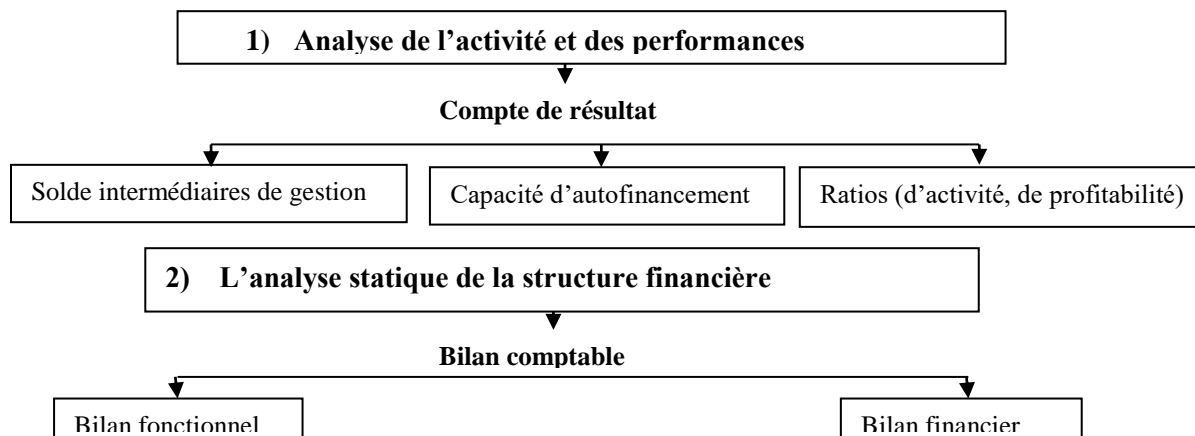 1) Analyse de l’activité et des performances
Compte de résultat
Solde intermédiaires de gestion
Capacité d’autofinancement
Ratios (d’activité, de profitabilité)
2) L’analyse statique de la structure financière
Bilan comptable
Bilan fonctionnel
Bilan financier